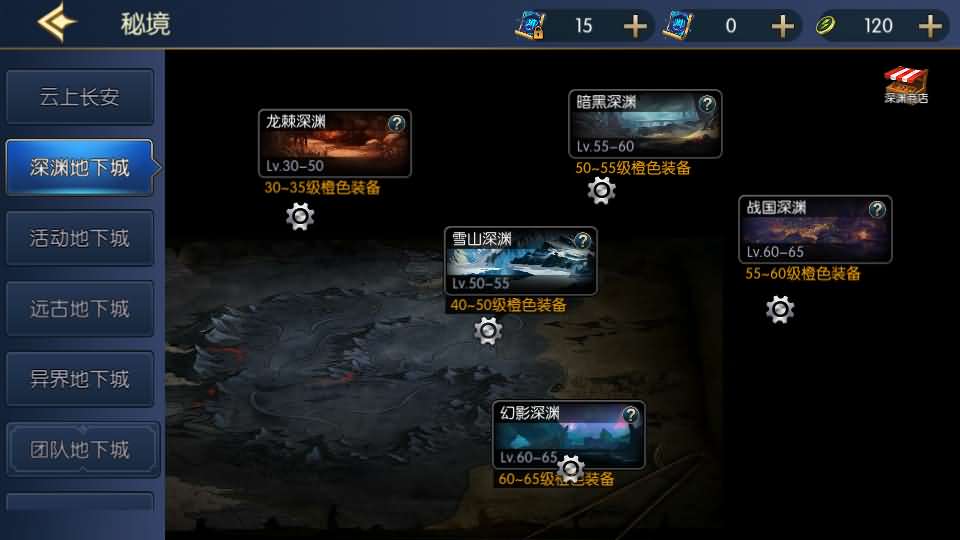 秘境
15
0
120
云上长安
深渊地下城
活动地下城
远古地下城
异界地下城
团队地下城
深渊商店
龙棘深渊
Lv.30-50
30~35级橙色装备
暗黑深渊
Lv.55-60
50~55级橙色装备
战国深渊
Lv.60-65
55~60级橙色装备
雪山深渊
Lv.50-55
40~50级橙色装备
幻影深渊
Lv.60-65
60~65级橙色装备